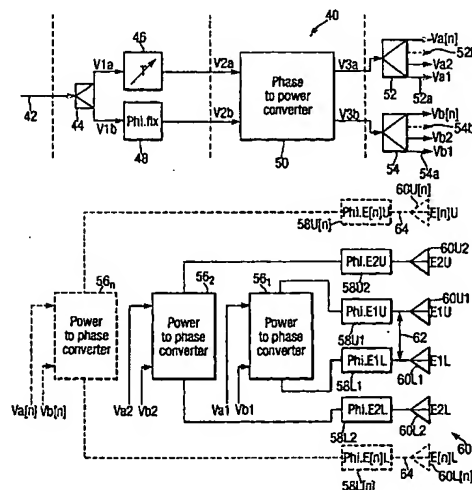 40
46
V1a
V2a
V3a
Va[n]
52n
Va2
Va1
52
52a
42
44
V1b
Phi.fix
48
V2b
Phase
to power
converter
50
V3b
Vb[n]
54n
Vb2
Vb1
54
54a
60U[n]
Phi.E[n]U
E[n]U
58U[n]
64
60U2
Phi.E2U
E2U
58U2
56n
56₂
56₁
60U1
Power
to phase
converter
Power
to phase
converter
Power
to phase
converter
Phi.E1U
E1U
58U1
62
Phi.E1L
E1L
58L1
60L1
Va[n]
Vb[n]
Va2
Vb2
Va1
Vb1
Phi.E2L
E2L
58L2
60L2
60
Phi.E[n]L
E[n]L
58L[n]
64
60L[n]